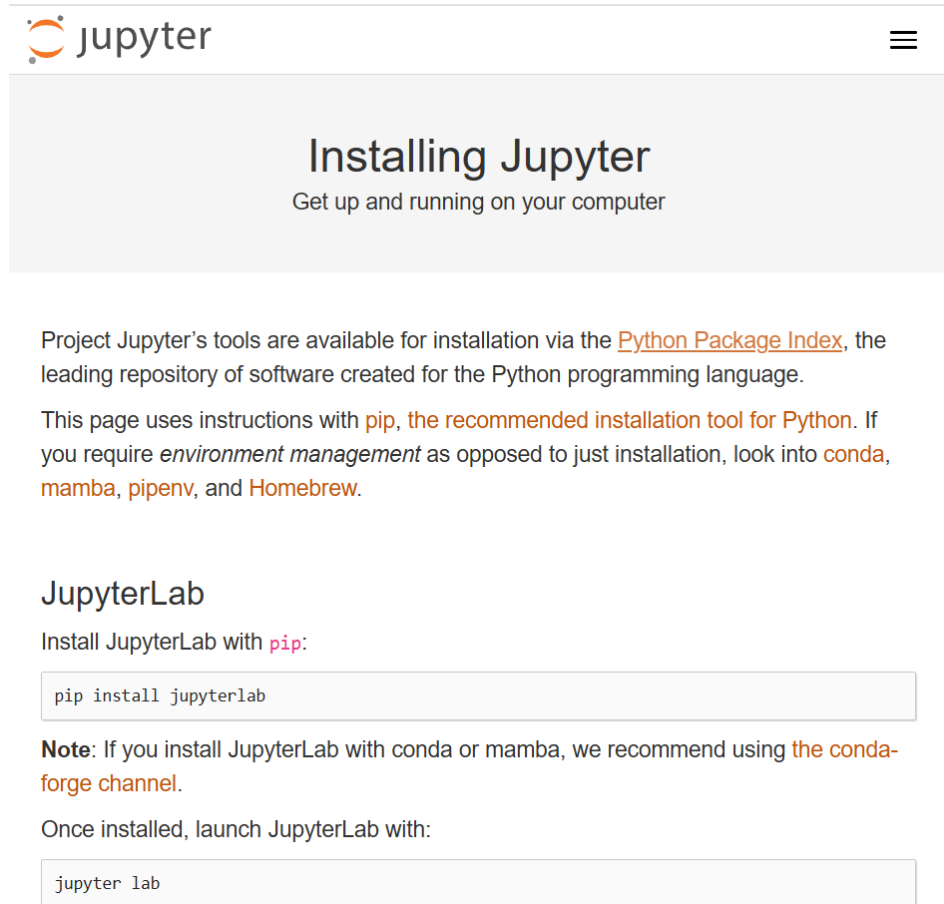 jupyter
Installing Jupyter
Get up and running on your computer
Project Jupyter’s tools are available for installation via the Python Package Index, the
leading repository of software created for the Python programming language.
This page uses instructions with pip, the recommended installation tool for Python. If
you require environment management as opposed to just installation, look into conda,
mamba, pipenv, and Homebrew.
JupyterLab
Install JupyterLab with pip:
pip install jupyterlab
Note: If you install JupyterLab with conda or mamba, we recommend using the conda-
forge channel.
Once installed, launch JupyterLab with:
jupyter lab